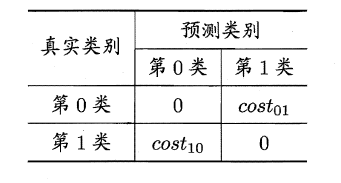 真实类别 预测类别
第 0 类 第 1 类
第 0 类 0 cost₀₁
第 1 类 cost₁₀ 0